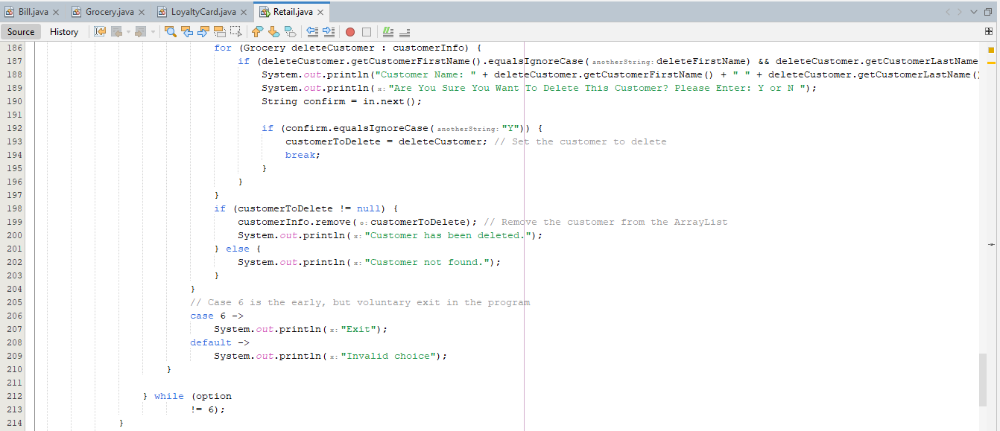 Bill.java Grocery.java LoyaltyCard.java Retail.java
Source History
186 for (Grocery deleteCustomer : customerInfo) {
187 if (deleteCustomer.getCustomerFirstName().equalsIgnoreCase( anotherString: deleteFirstName) && deleteCustomer.getCustomerLastName
188 System.out.println("Customer Name: " + deleteCustomer.getCustomerFirstName() + " " + deleteCustomer.getCustomerLastName()
189 System.out.println( x: "Are You Sure You Want To Delete This Customer? Please Enter: Y or N ");
190 String confirm = in.next();
191
192 if (confirm.equalsIgnoreCase( anotherString: "Y")) {
193 customerToDelete = deleteCustomer; // Set the customer to delete
194 break;
195 }
196 }
197 }
198 if (customerToDelete != null) {
199 customerInfo.remove( o: customerToDelete); // Remove the customer from the ArrayList
200 System.out.println( x: "Customer has been deleted.");
201 } else {
202 System.out.println( x: "Customer not found.");
203 }
204 }
205 // Case 6 is the early, but voluntary exit in the program
206 case 6 ->
207 System.out.println( x: "Exit");
208 default ->
209 System.out.println( x: "Invalid choice");
210 }
211
212 } while (option
213 != 6);
214 }